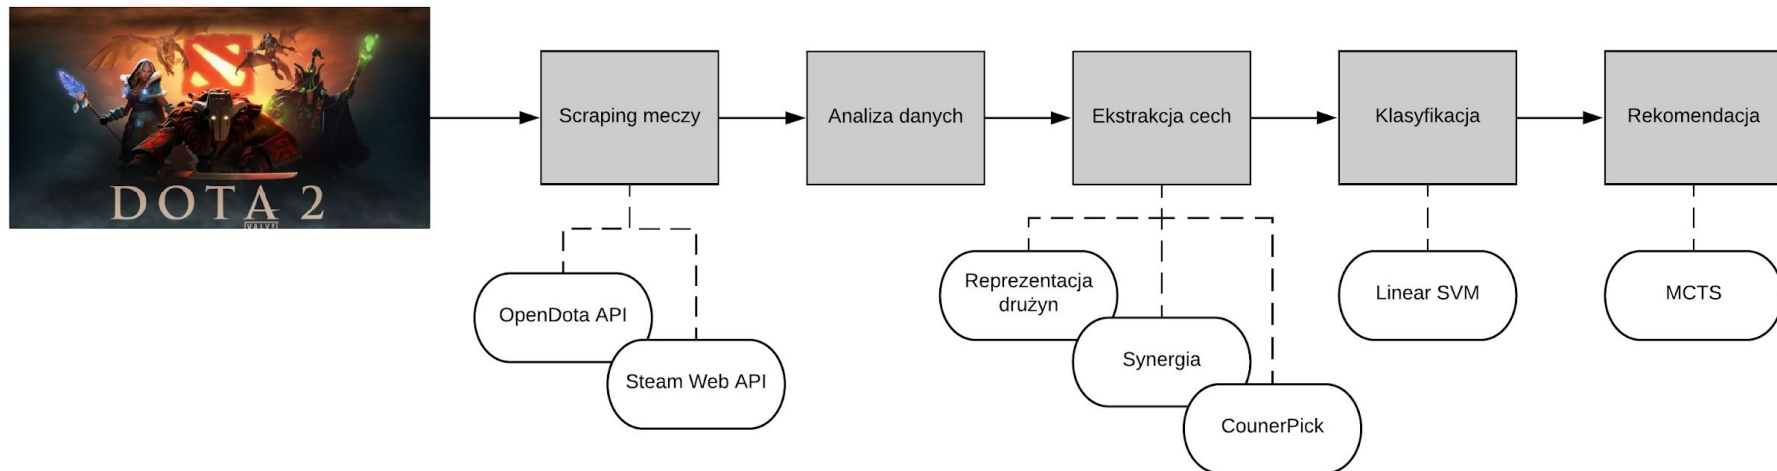 DOTA 2
VALVE
Scraping meczy
Analiza danych
Ekstrakcja cech
Klasyfikacja
Rekomendacja
OpenDota API
Steam Web API
Reprezentacja
drużyn
Synergia
CounerPick
Linear SVM
MCTS